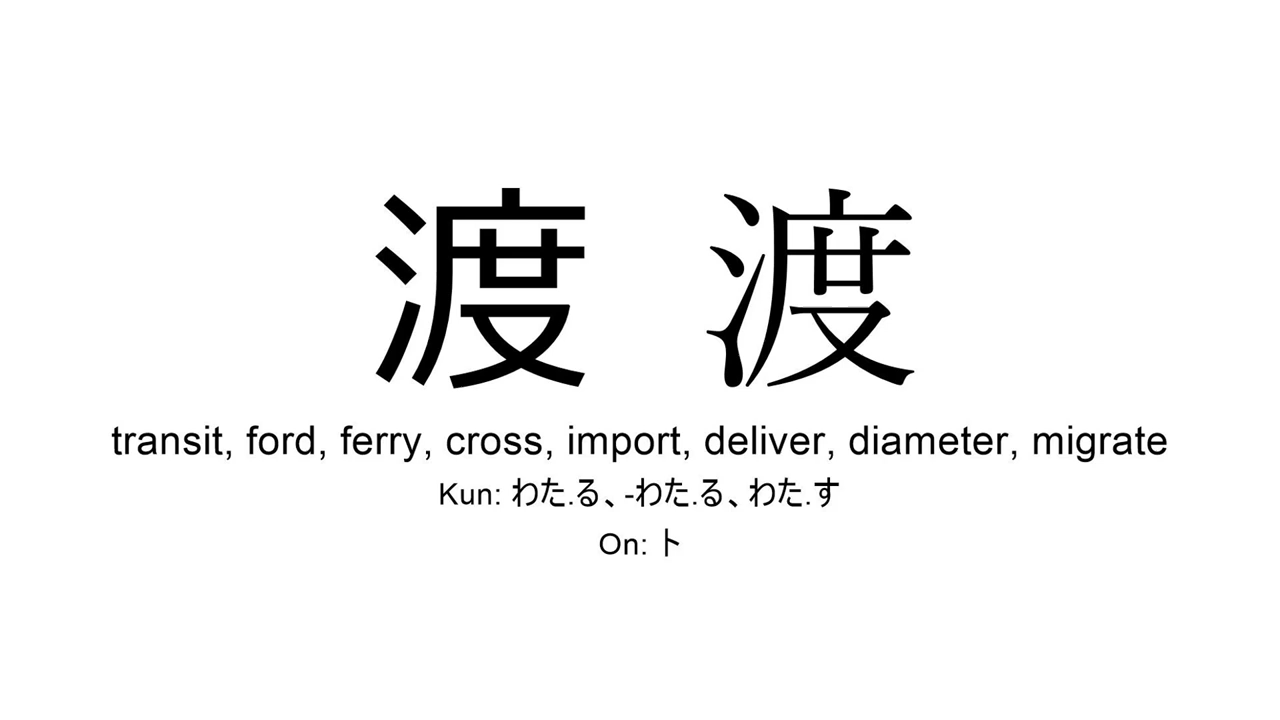 渡 渡
transit, ford, ferry, cross, import, deliver, diameter, migrate
Kun: わた.る、-わた.る、わた.す
On: ト